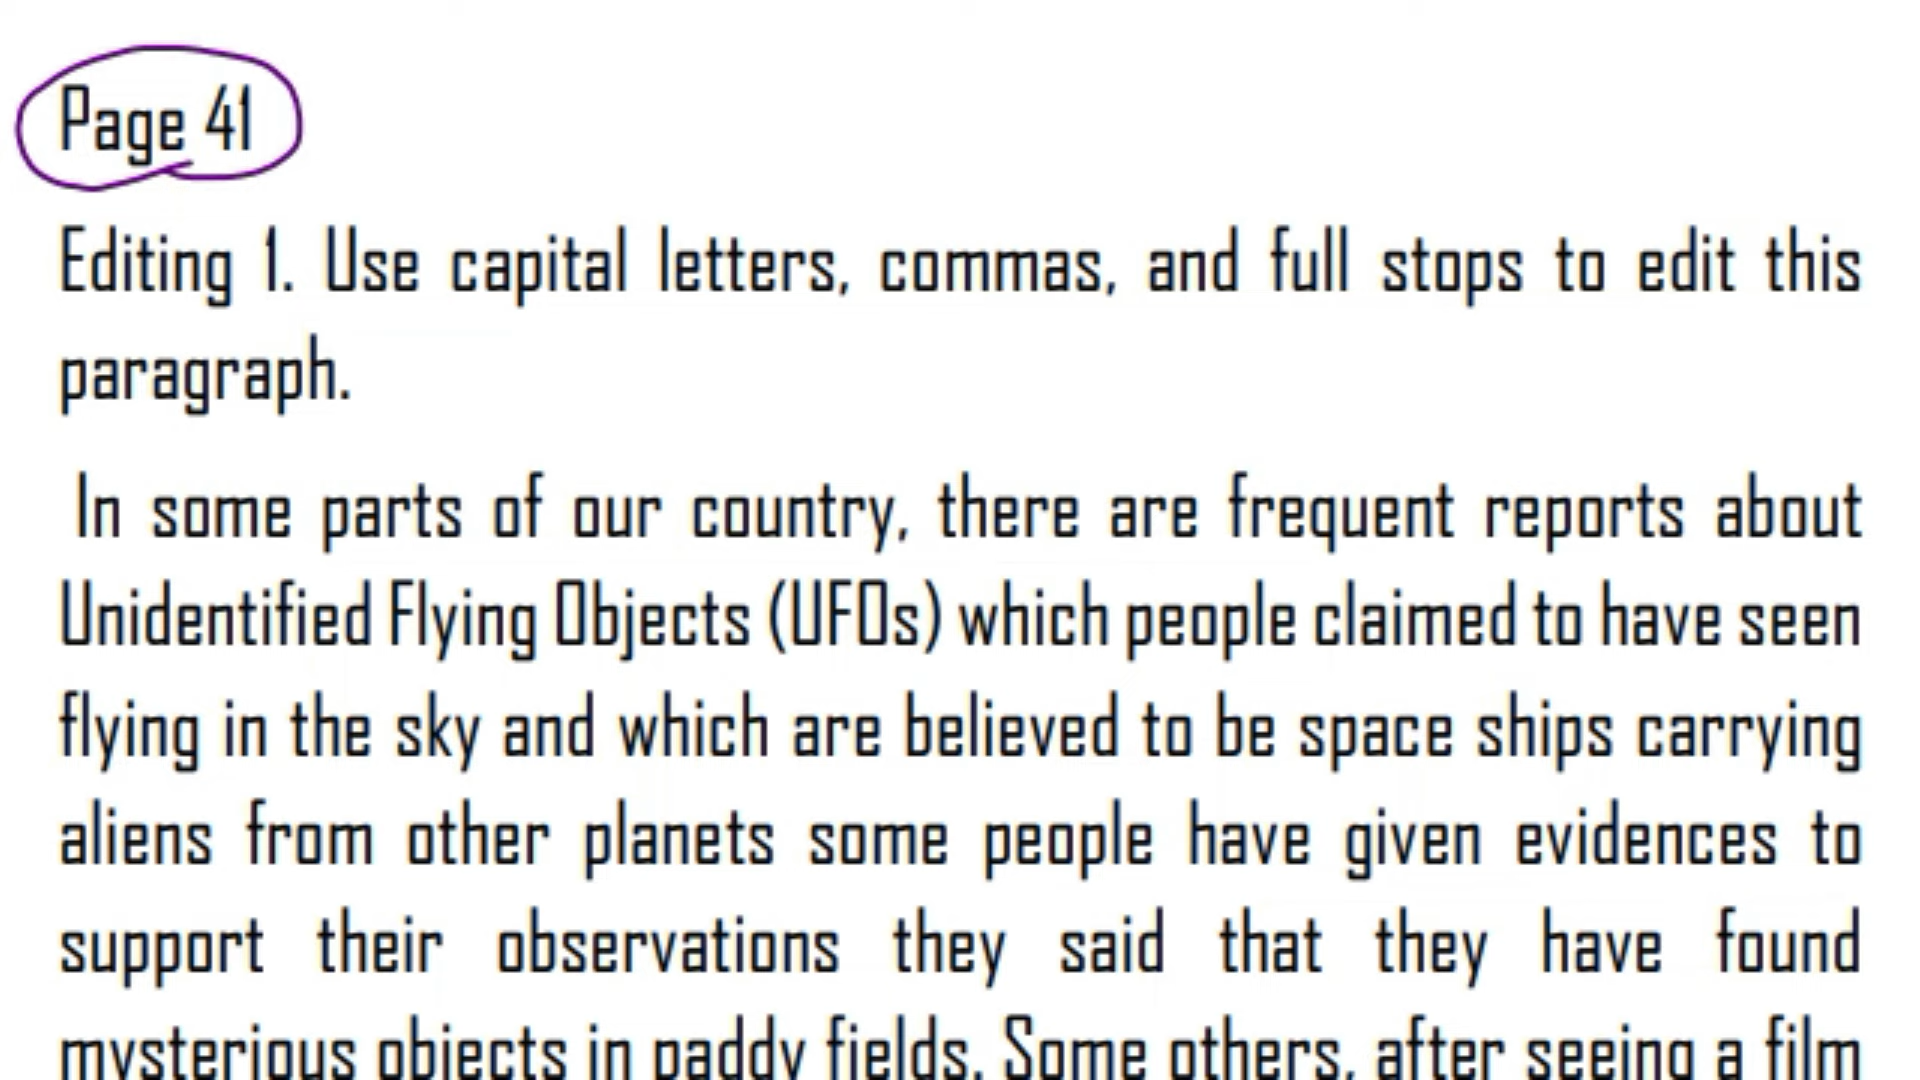 Page 41
Editing 1. Use capital letters, commas, and full stops to edit this
paragraph.
In some parts of our country, there are frequent reports about
Unidentified Flying Objects (UFOs) which people claimed to have seen
flying in the sky and which are believed to be space ships carrying
aliens from other planets some people have given evidences to
support their observations they said that they have found
mysterious objects in paddy fields. Some others, after seeing a film